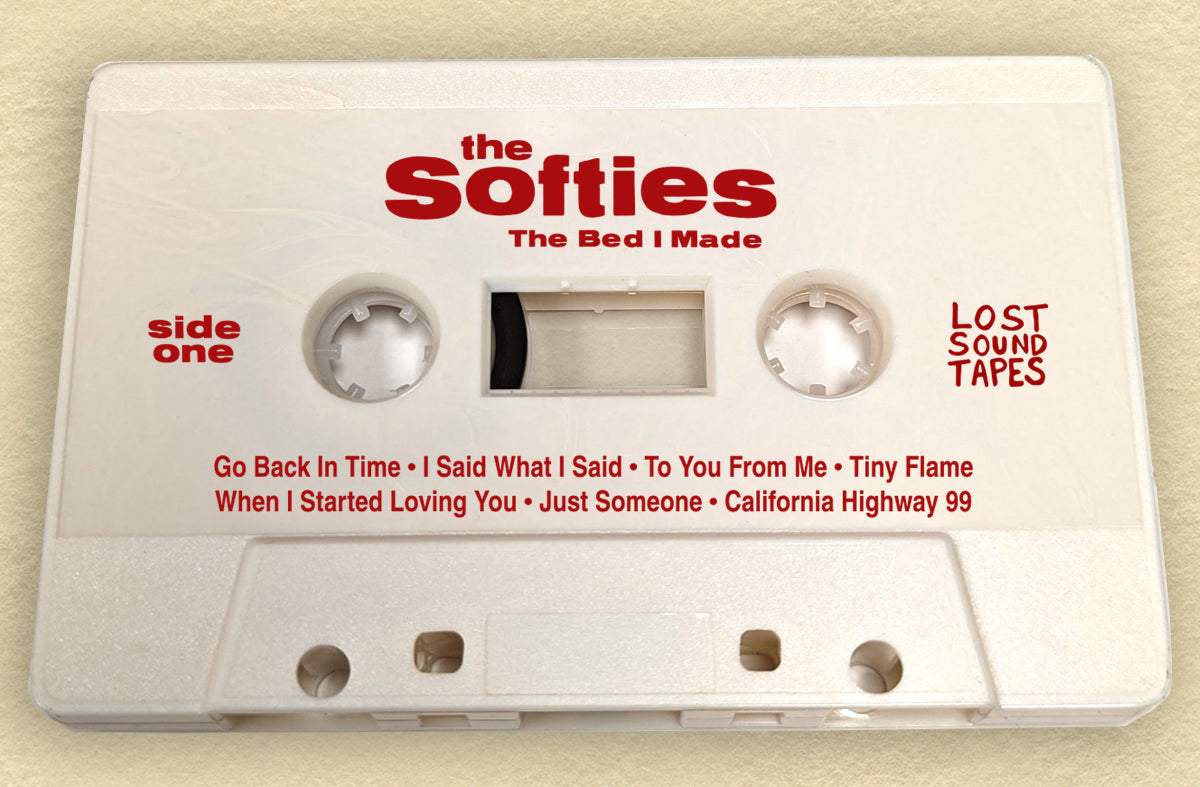 the
Softies
The Bed I Made
side
one
LOST
SOUND
TAPES
Go Back In Time • I Said What I Said • To You From Me • Tiny Flame
When I Started Loving You • Just Someone • California Highway 99